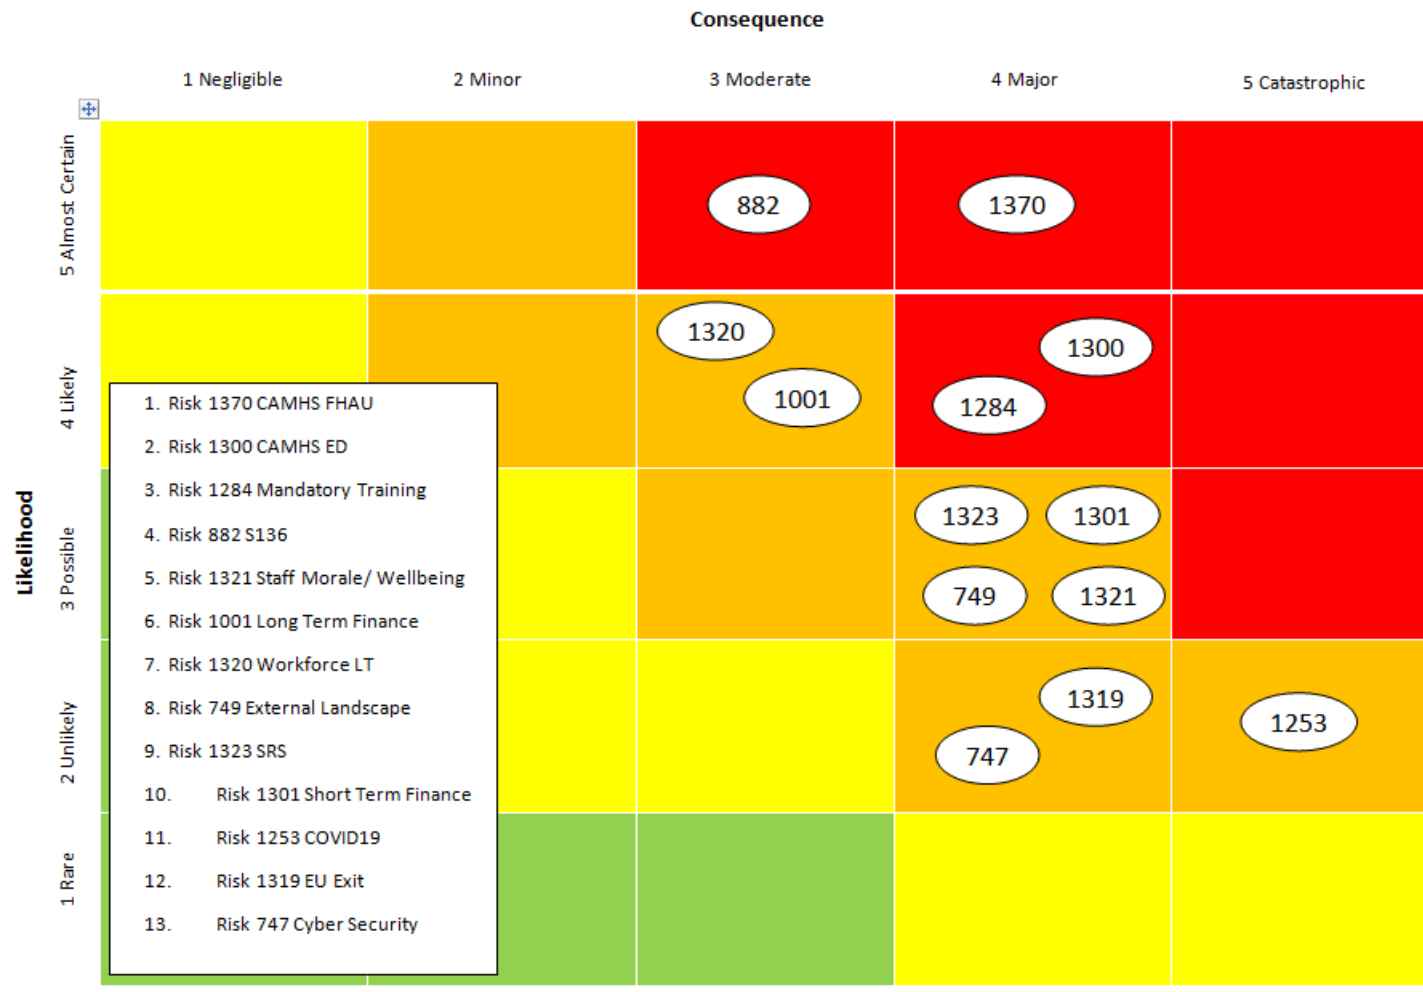 Consequence
1 Negligible
2 Minor
3 Moderate
4 Major
5 Catastrophic
Likelihood
5 Almost Certain
882
1370
4 Likely
1320
1001
1300
1284
3 Possible
1323
1301
749
1321
2 Unlikely
1319
747
1253
1 Rare
1. Risk 1370 CAMHS FHAU
2. Risk 1300 CAMHS ED
3. Risk 1284 Mandatory Training
4. Risk 882 S136
5. Risk 1321 Staff Morale/ Wellbeing
6. Risk 1001 Long Term Finance
7. Risk 1320 Workforce LT
8. Risk 749 External Landscape
9. Risk 1323 SRS
10. Risk 1301 Short Term Finance
11. Risk 1253 COVID19
12. Risk 1319 EU Exit
13. Risk 747 Cyber Security